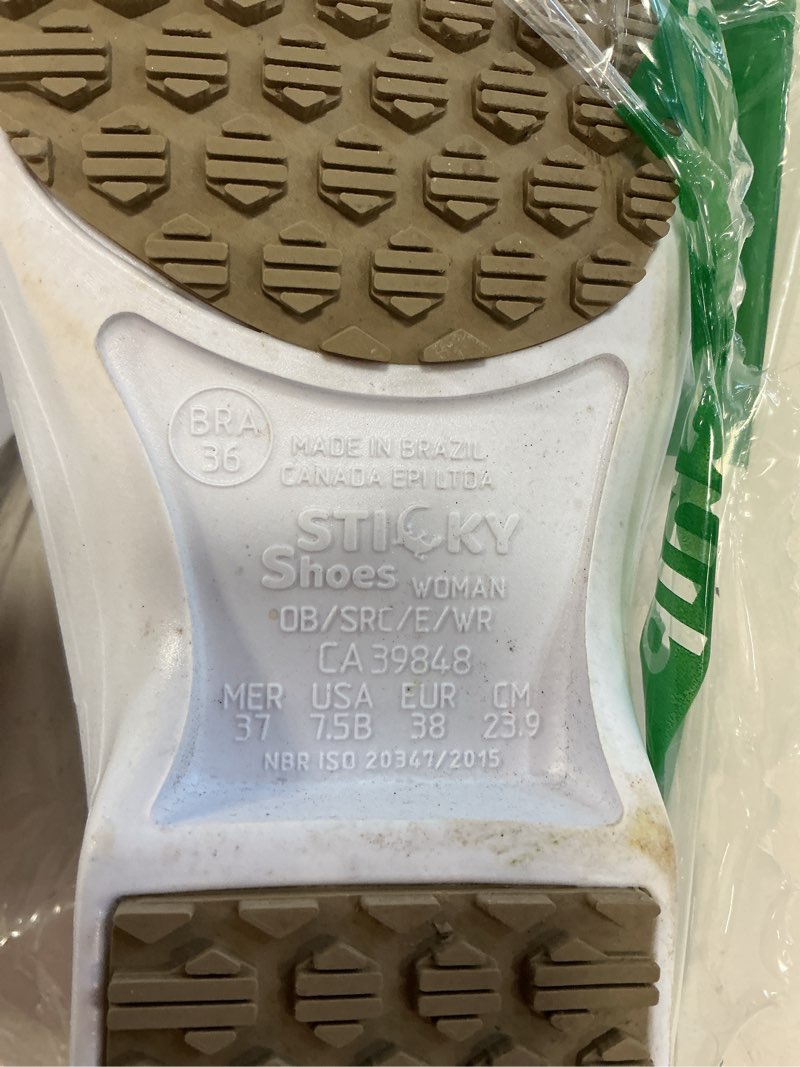 BRA
36
MADE IN BRAZIL
CANADA EPI LTDA
STICKY
Shoes WOMAN
OB/SRC/E/WR
CA 39848
MER USA EUR CM
37 7.5B 38 23.9
NBR ISO 20347/2015